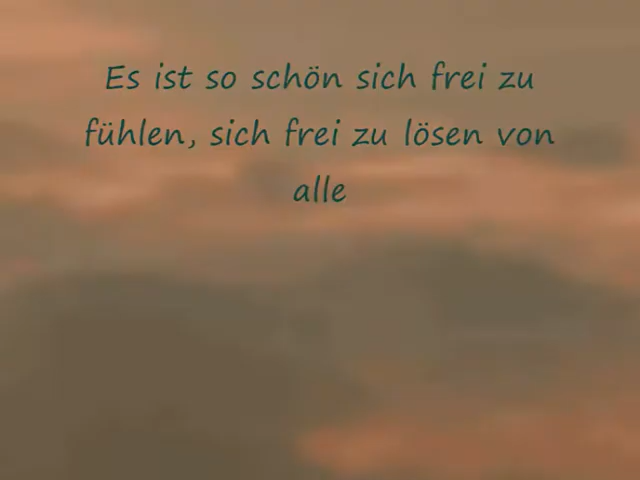 Es ist so schön sich frei zu
fühlen, sich frei zu lösen von
alle